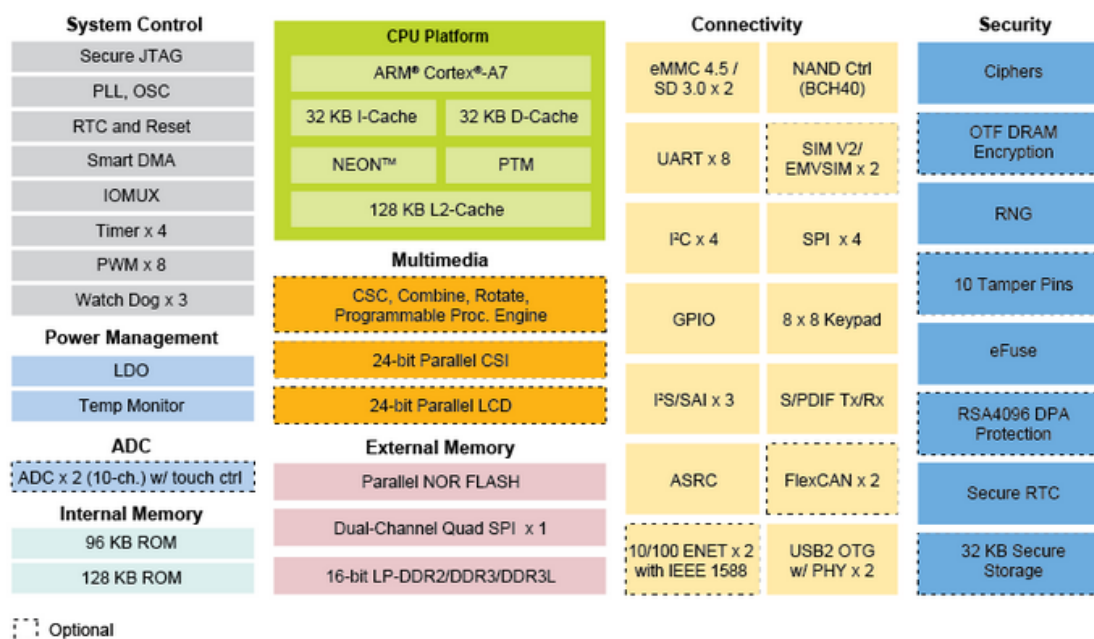 System Control
Secure JTAG
PLL, OSC
RTC and Reset
Smart DMA
IOMUX
Timer x 4
PWM x 8
Watch Dog x 3
Power Management
LDO
Temp Monitor
ADC
ADC x 2 (10-ch.) w/ touch ctrl
Internal Memory
96 KB ROM
128 KB ROM
CPU Platform
ARM® Cortex®-A7
32 KB I-Cache
32 KB D-Cache
NEON™
PTM
128 KB L2-Cache
Multimedia
CSC, Combine, Rotate,
Programmable Proc. Engine
24-bit Parallel CSI
24-bit Parallel LCD
External Memory
Parallel NOR FLASH
Dual-Channel Quad SPI x 1
16-bit LP-DDR2/DDR3/DDR3L
Connectivity
eMMC 4.5 /
SD 3.0 x 2
NAND Ctrl
(BCH40)
UART x 8
SIM V2/
EMVSIM x 2
I²C x 4
SPI x 4
GPIO
8 x 8 Keypad
I²S/SAI x 3
S/PDIF Tx/Rx
ASRC
FlexCAN x 2
10/100 ENET x 2
with IEEE 1588
USB2 OTG
w/ PHY x 2
Security
Ciphers
OTF DRAM
Encryption
RNG
10 Tamper Pins
eFuse
RSA4096 DPA
Protection
Secure RTC
32 KB Secure
Storage
Optional